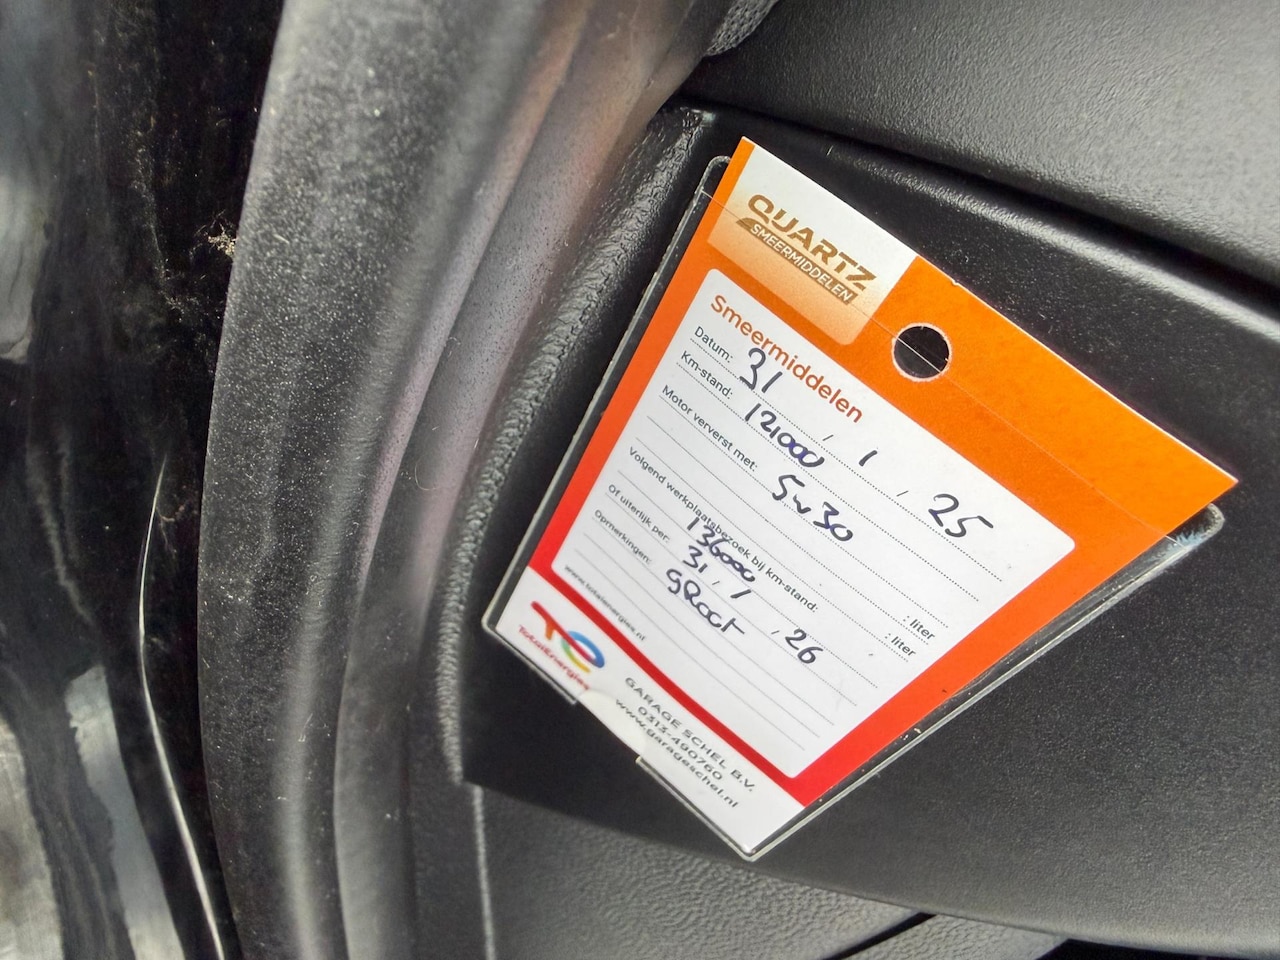 QUARTZ
SMEERMIDDELEN
Smeermiddelen
Datum: 31 / 1 / 25
Km-stand: 121000
Motor ververst met: : liter
5w30 : liter
Volgend werkplaatsbezoek bij km-stand:
136000
Of uiterlijk per: 31 / 1 / 26
Opmerkingen: groot
www.totalenergies.nl
TotalEnergies
GARAGE SCHEL B.V.
0313-490760
www.garageschel.nl